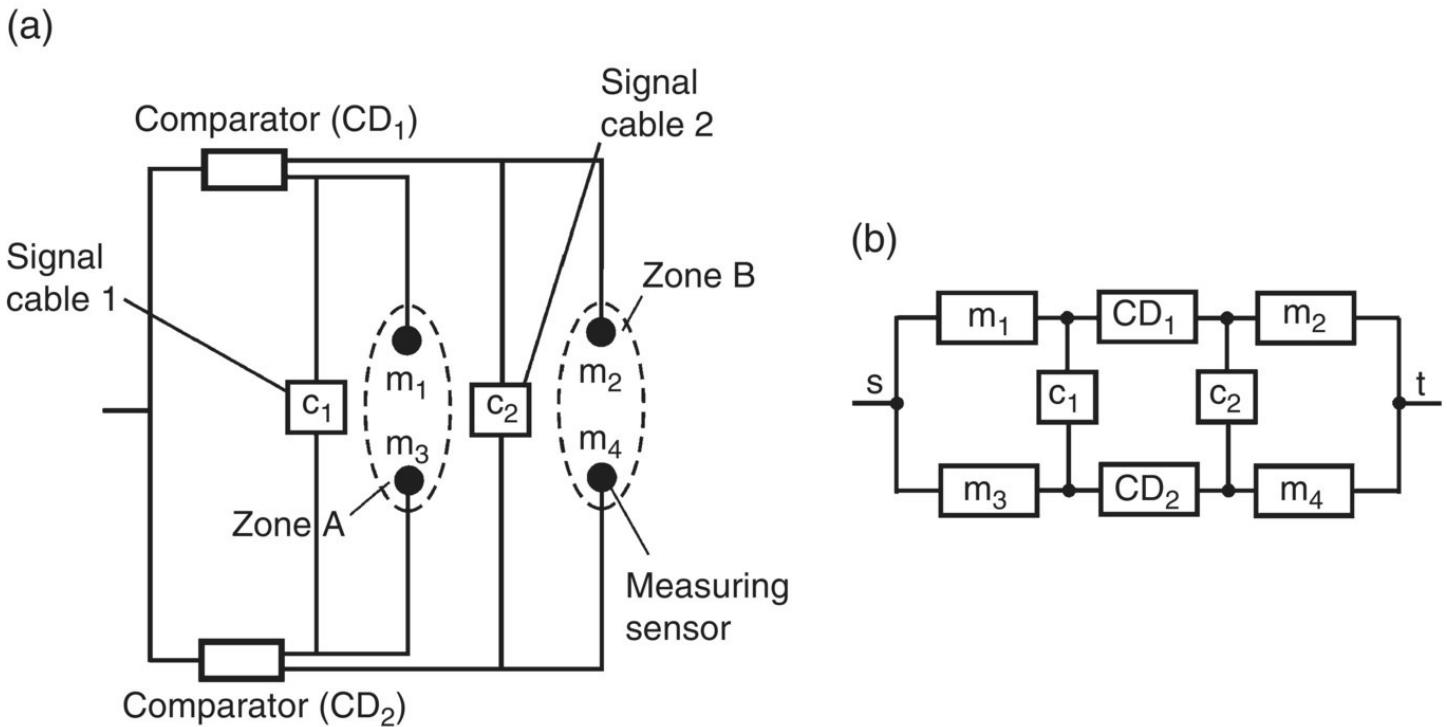 (a)
Signal
cable 2
Comparator (CD₁)
Signal
cable 1
Zone B
m₁
m₂
c₁
c₂
m₃
m₄
Zone A
Measuring
sensor
Comparator (CD₂)
(b)
m₁
CD₁
m₂
s
c₁
c₂
t
m₃
CD₂
m₄